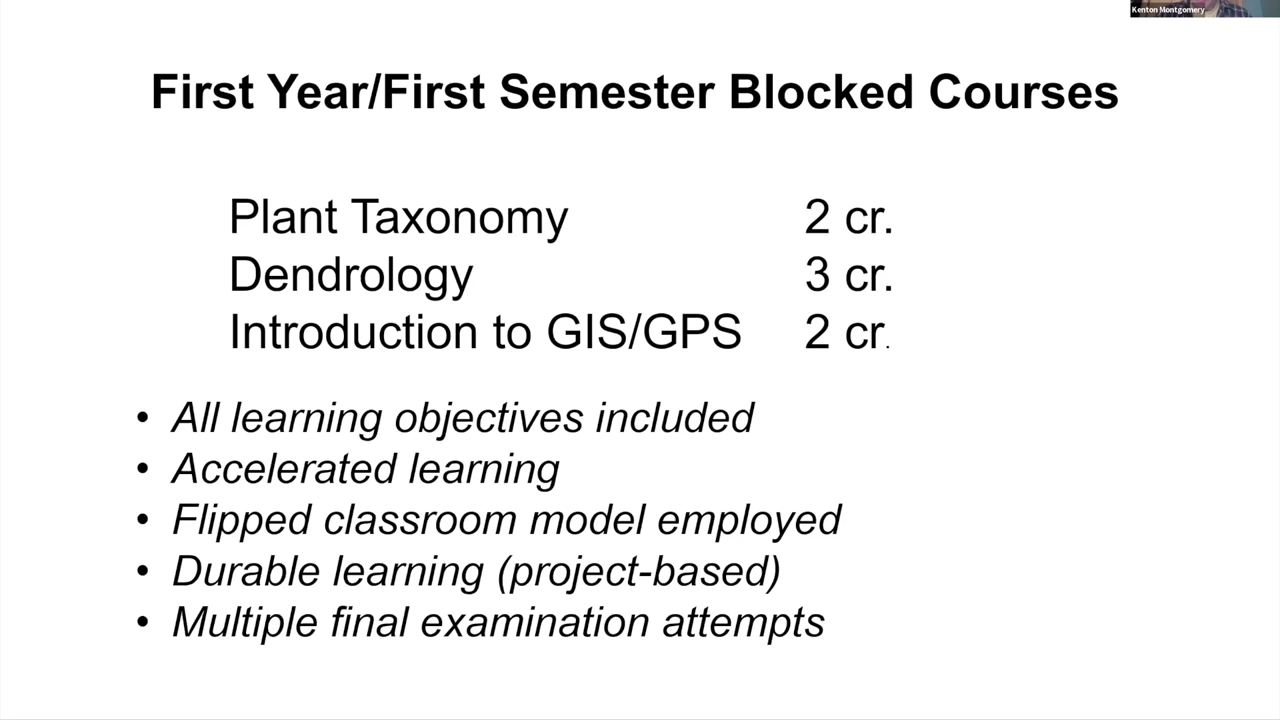 Kenton Montgomery
First Year/First Semester Blocked Courses
Plant Taxonomy 2 cr.
Dendrology 3 cr.
Introduction to GIS/GPS 2 cr.
• All learning objectives included
• Accelerated learning
• Flipped classroom model employed
• Durable learning (project-based)
• Multiple final examination attempts